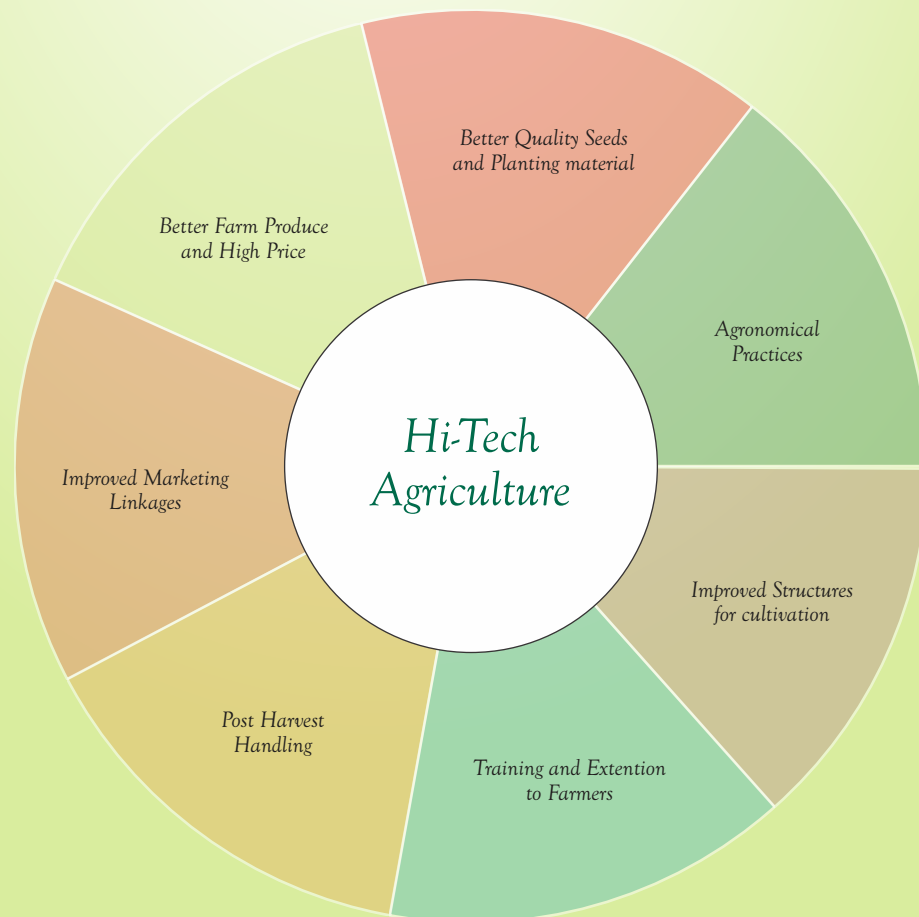 Better Quality Seeds
and Planting material
Better Farm Produce
and High Price
Agronomical
Practices
Hi-Tech
Agriculture
Improved Marketing
Linkages
Improved Structures
for cultivation
Post Harvest
Handling
Training and Extention
to Farmers